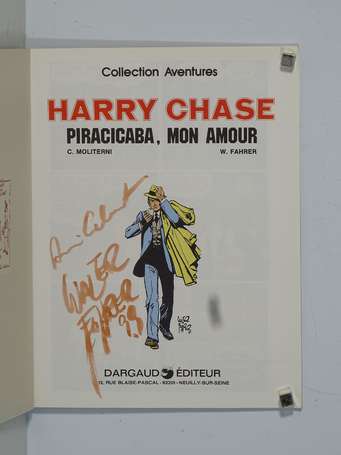 Collection Aventures
HARRY CHASE
PIRACICABA, MON AMOUR
C. MOLITERNI W. FAHRER
WALTER
FAHRER
DARGAUD ÉDITEUR
12, RUE BLAISE-PASCAL - 92201 - NEUILLY-SUR-SEINE